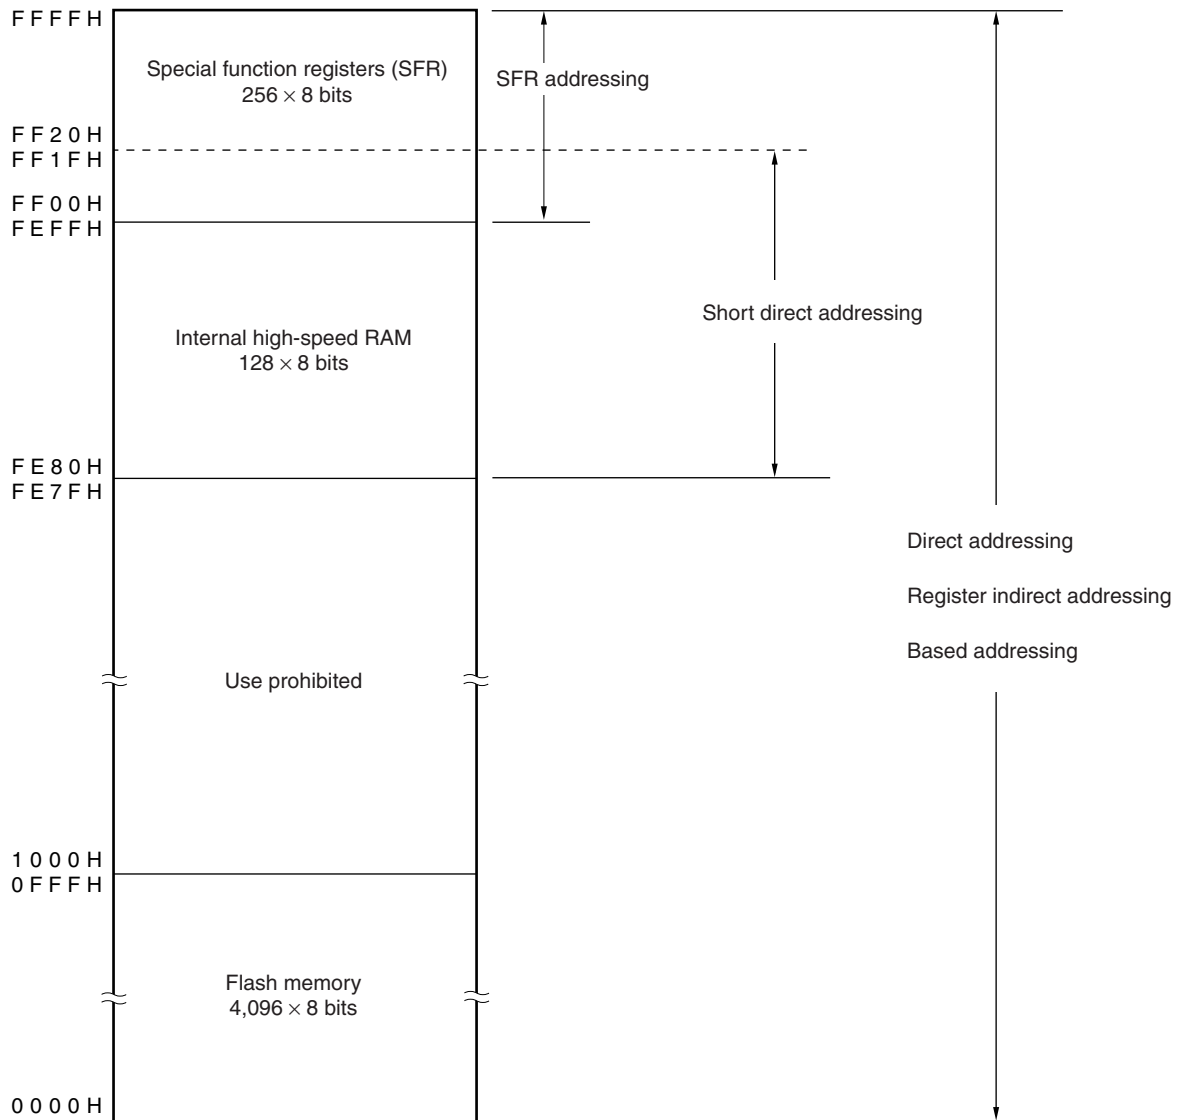 FFFFH
Special function registers (SFR)
256 × 8 bits
SFR addressing
FF20H
FF1FH
FF00H
FEFFH
Short direct addressing
Internal high-speed RAM
128 × 8 bits
FE80H
FE7FH
Direct addressing
Register indirect addressing
Based addressing
Use prohibited
1000H
0FFFH
Flash memory
4,096 × 8 bits
0000H